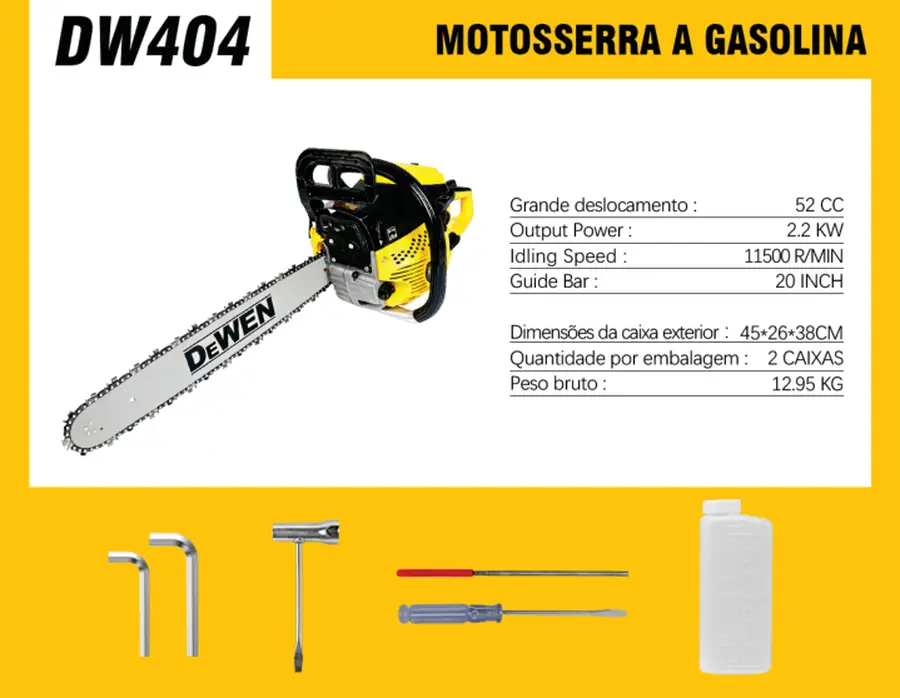 DW404
MOTOSSERRA A GASOLINA
Grande deslocamento : 52 CC
Output Power : 2.2 KW
Idling Speed : 11500 R/MIN
Guide Bar : 20 INCH
DEWEN
Dimensões da caixa exterior : 45*26*38CM
Quantidade por embalagem : 2 CAIXAS
Peso bruto : 12.95 KG